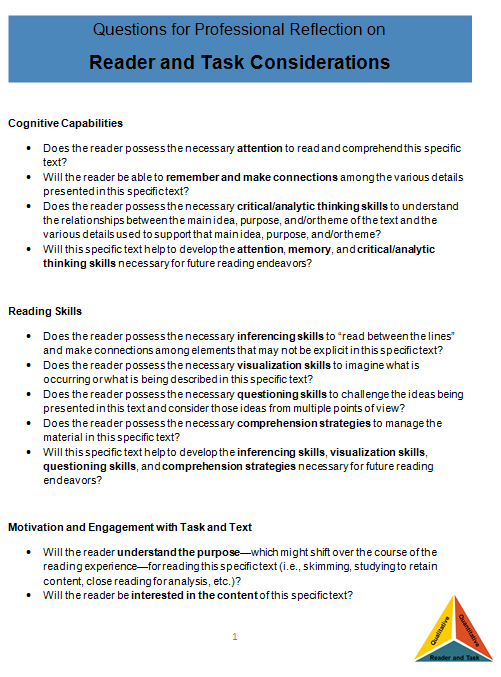 Questions for Professional Reflection on
Reader and Task Considerations
Cognitive Capabilities
• Does the reader possess the necessary attention to read and comprehend this specific
text?
• Will the reader be able to remember and make connections among the various details
presented in this specific text?
• Does the reader possess the necessary critical/analytic thinking skills to understand
the relationships between the main idea, purpose, and/or theme of the text and the
various details used to support that main idea, purpose, and/or theme?
• Will this specific text help to develop the attention, memory, and critical/analytic
thinking skills necessary for future reading endeavors?
Reading Skills
• Does the reader possess the necessary inferencing skills to “read between the lines”
and make connections among elements that may not be explicit in this specific text?
• Does the reader possess the necessary visualization skills to imagine what is
occurring or what is being described in this specific text?
• Does the reader possess the necessary questioning skills to challenge the ideas being
presented in this text and consider those ideas from multiple points of view?
• Does the reader possess the necessary comprehension strategies to manage the
material in this specific text?
• Will this specific text help to develop the inferencing skills, visualization skills,
questioning skills, and comprehension strategies necessary for future reading
endeavors?
Motivation and Engagement with Task and Text
• Will the reader understand the purpose—which might shift over the course of the
reading experience—for reading this specific text (i.e., skimming, studying to retain
content, close reading for analysis, etc.)?
• Will the reader be interested in the content of this specific text?
1
Qualitative
Quantitative
Reader and Task